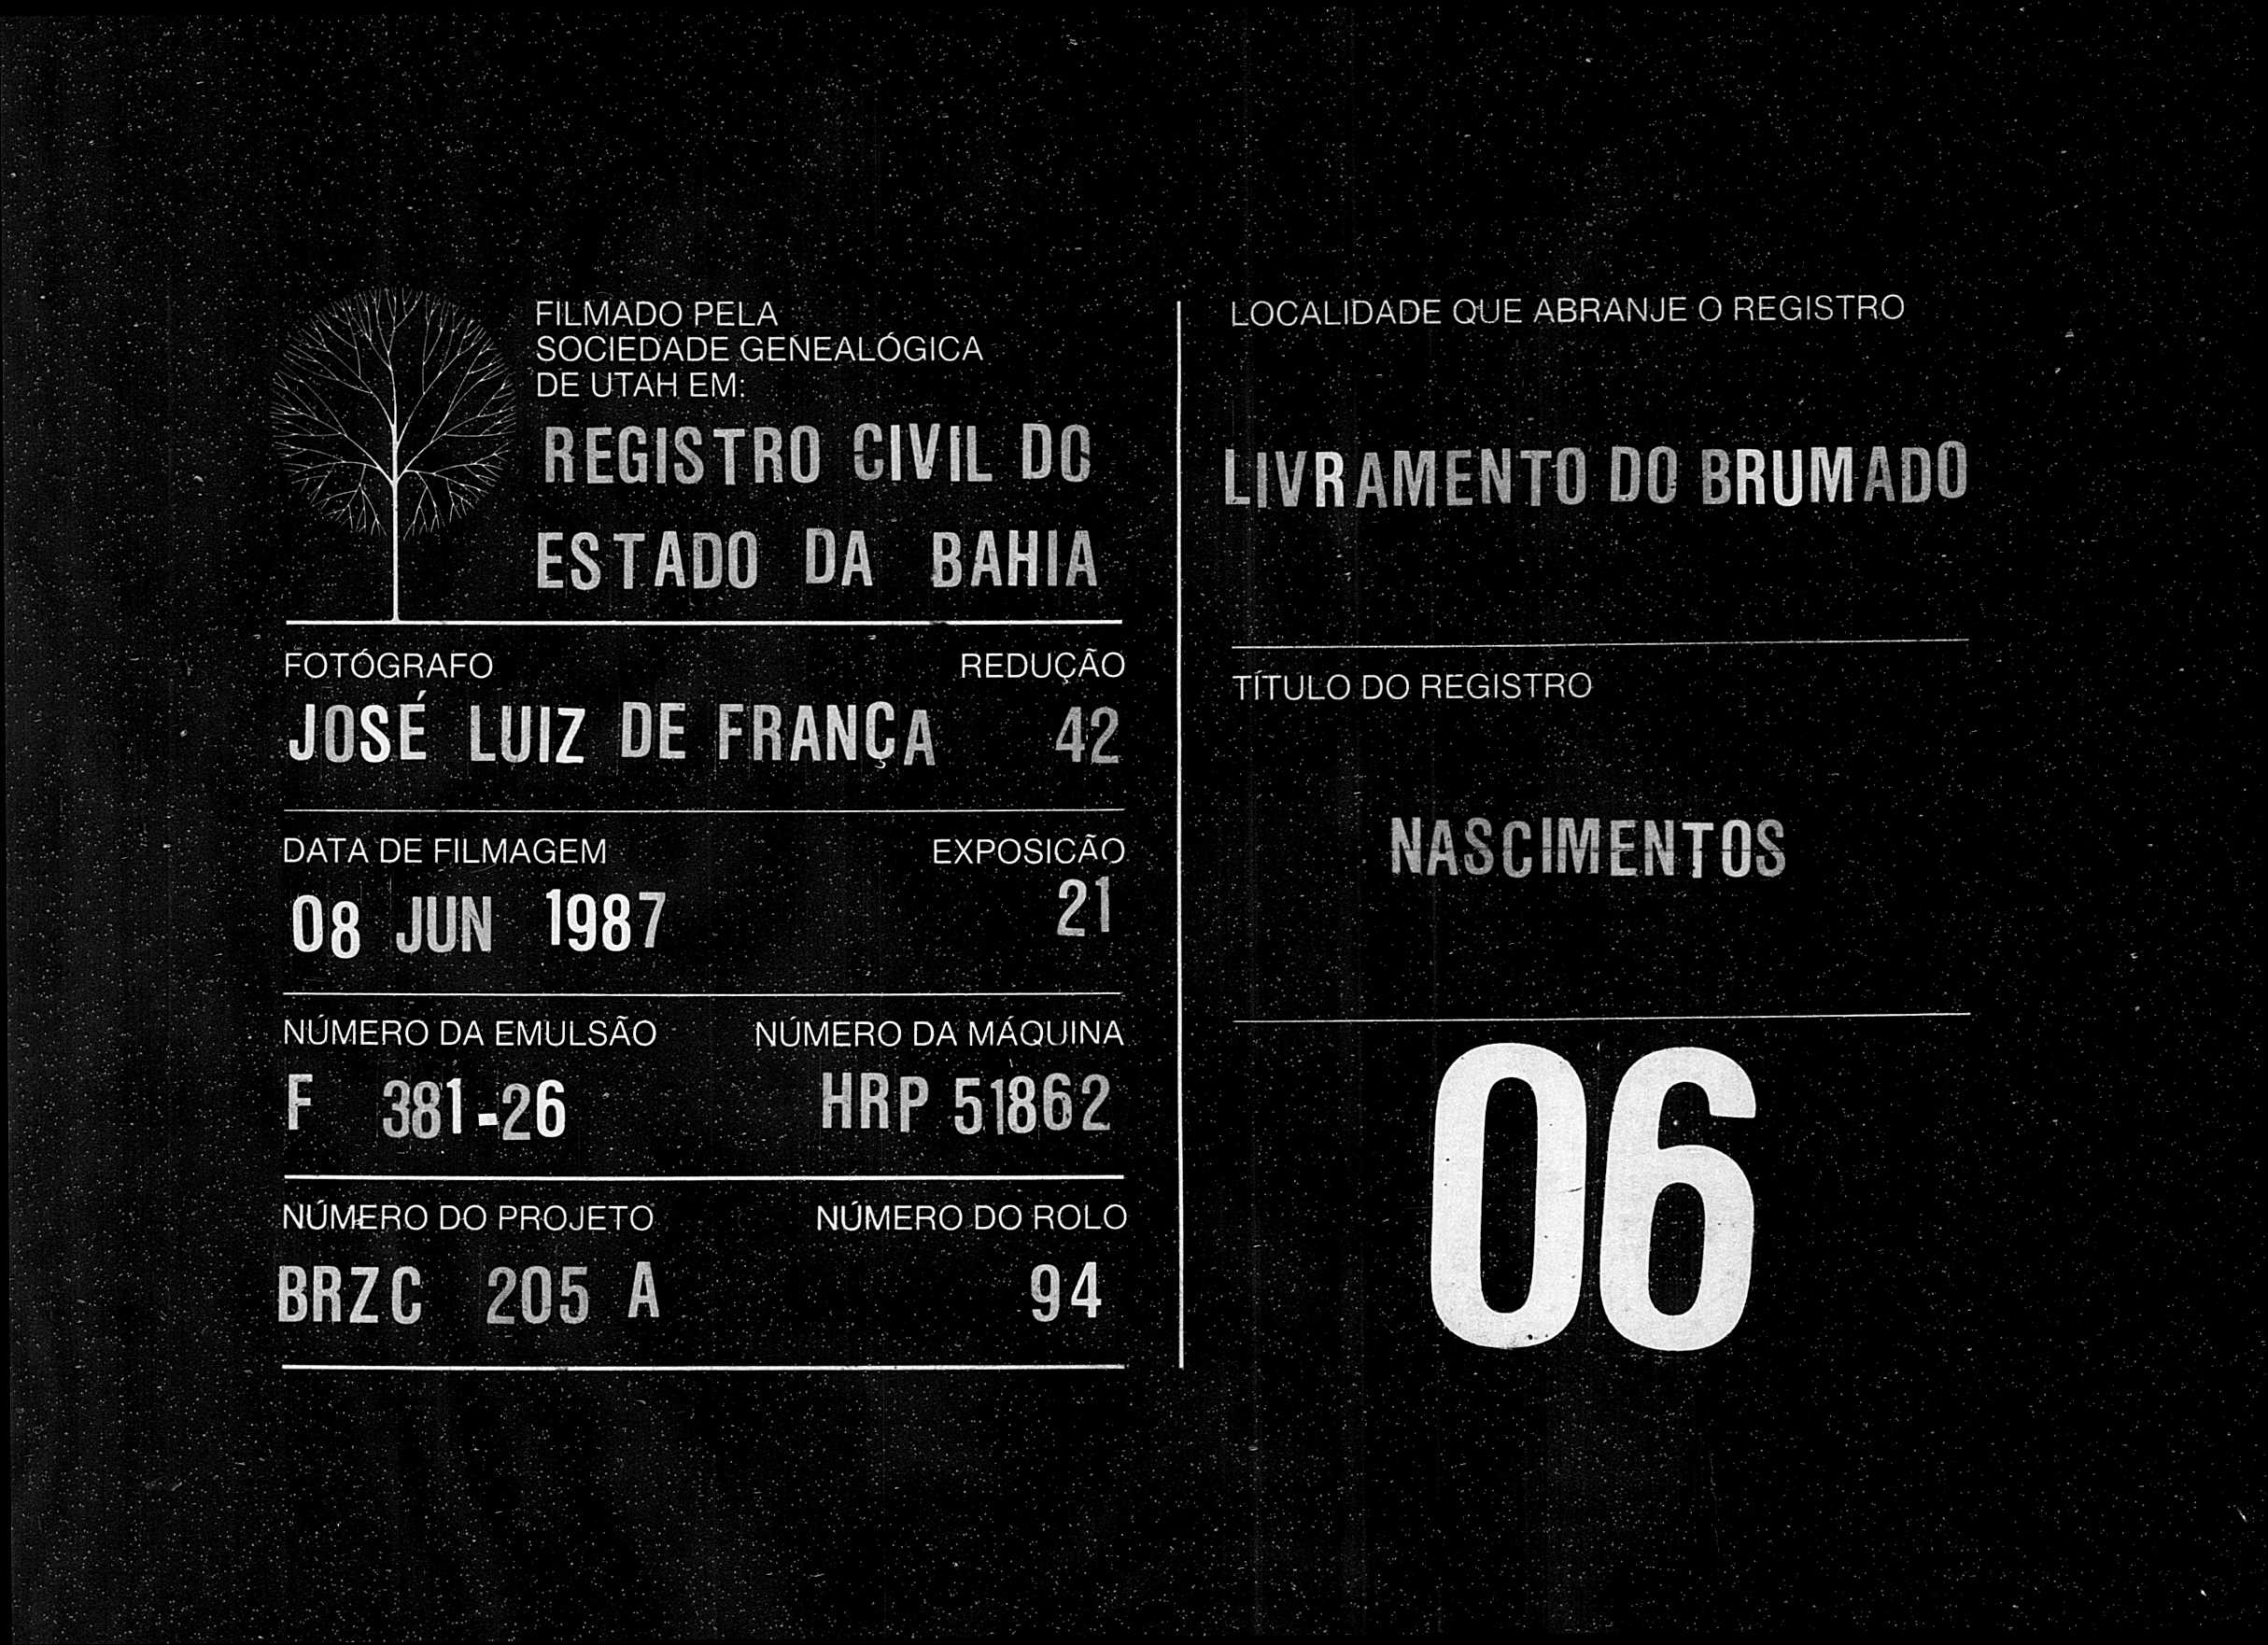 FILMADO PELA
SOCIEDADE GENEALÓGICA
DE UTAH EM:
REGISTRO CIVIL DO
ESTADO DA BAHIA
FOTÓGRAFO REDUÇÃO
JOSÉ LUIZ DE FRANÇA 42
DATA DE FILMAGEM EXPOSIÇÃO
08 JUN 1987 21
NÚMERO DA EMULSÃO NÚMERO DA MÁQUINA
F 381-26 HRP 51862
NÚMERO DO PROJETO NÚMERO DO ROLO
BRZC 205 A 94
LOCALIDADE QUE ABRANJE O REGISTRO
LIVRAMENTO DO BRUMADO
TÍTULO DO REGISTRO
NASCIMENTOS
06